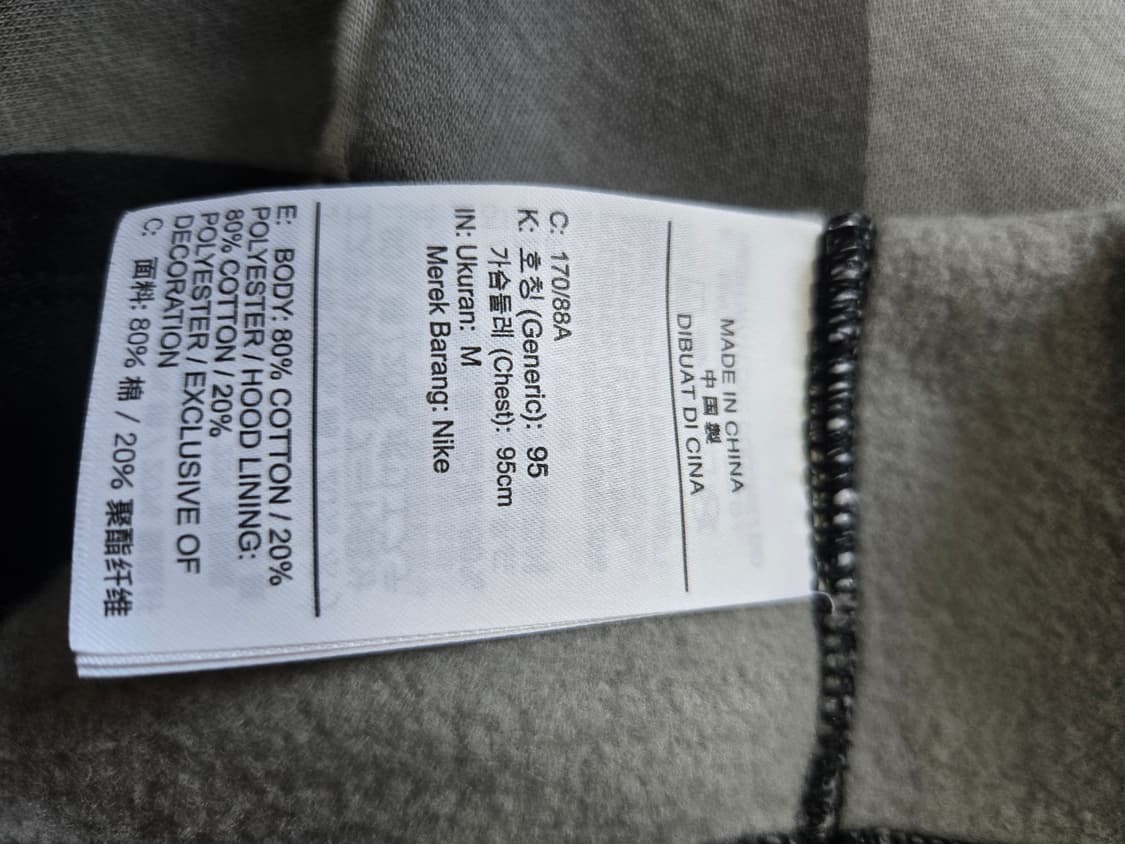 MADE IN CHINA
中国製
DIBUAT DI CINA
C: 170/88A
K: 호칭 (Generic): 95
가슴둘레 (Chest): 95cm
IN: Ukuran: M
Merek Barang: Nike
E: BODY: 80% COTTON / 20%
POLYESTER / HOOD LINING:
80% COTTON / 20%
POLYESTER / EXCLUSIVE OF
DECORATION
C: 面料: 80% 棉 / 20% 聚酯纤维